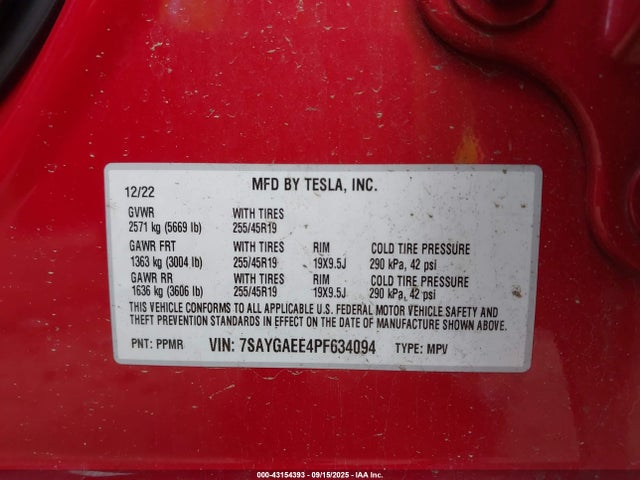 12/22 MFD BY TESLA, INC.
GVWR WITH TIRES
2571 kg (5669 lb) 255/45R19
GAWR FRT WITH TIRES RIM COLD TIRE PRESSURE
1363 kg (3004 lb) 255/45R19 19X9.5J 290 kPa, 42 psi
GAWR RR WITH TIRES RIM COLD TIRE PRESSURE
1636 kg (3606 lb) 255/45R19 19X9.5J 290 kPa, 42 psi
THIS VEHICLE CONFORMS TO ALL APPLICABLE U.S. FEDERAL MOTOR VEHICLE SAFETY AND
THEFT PREVENTION STANDARDS IN EFFECT ON THE DATE OF MANUFACTURE SHOWN ABOVE.
PNT: PPMR VIN: 7SAYGAEE4PF634094 TYPE: MPV
000-43154393 - 09/15/2025 - IAA Inc.